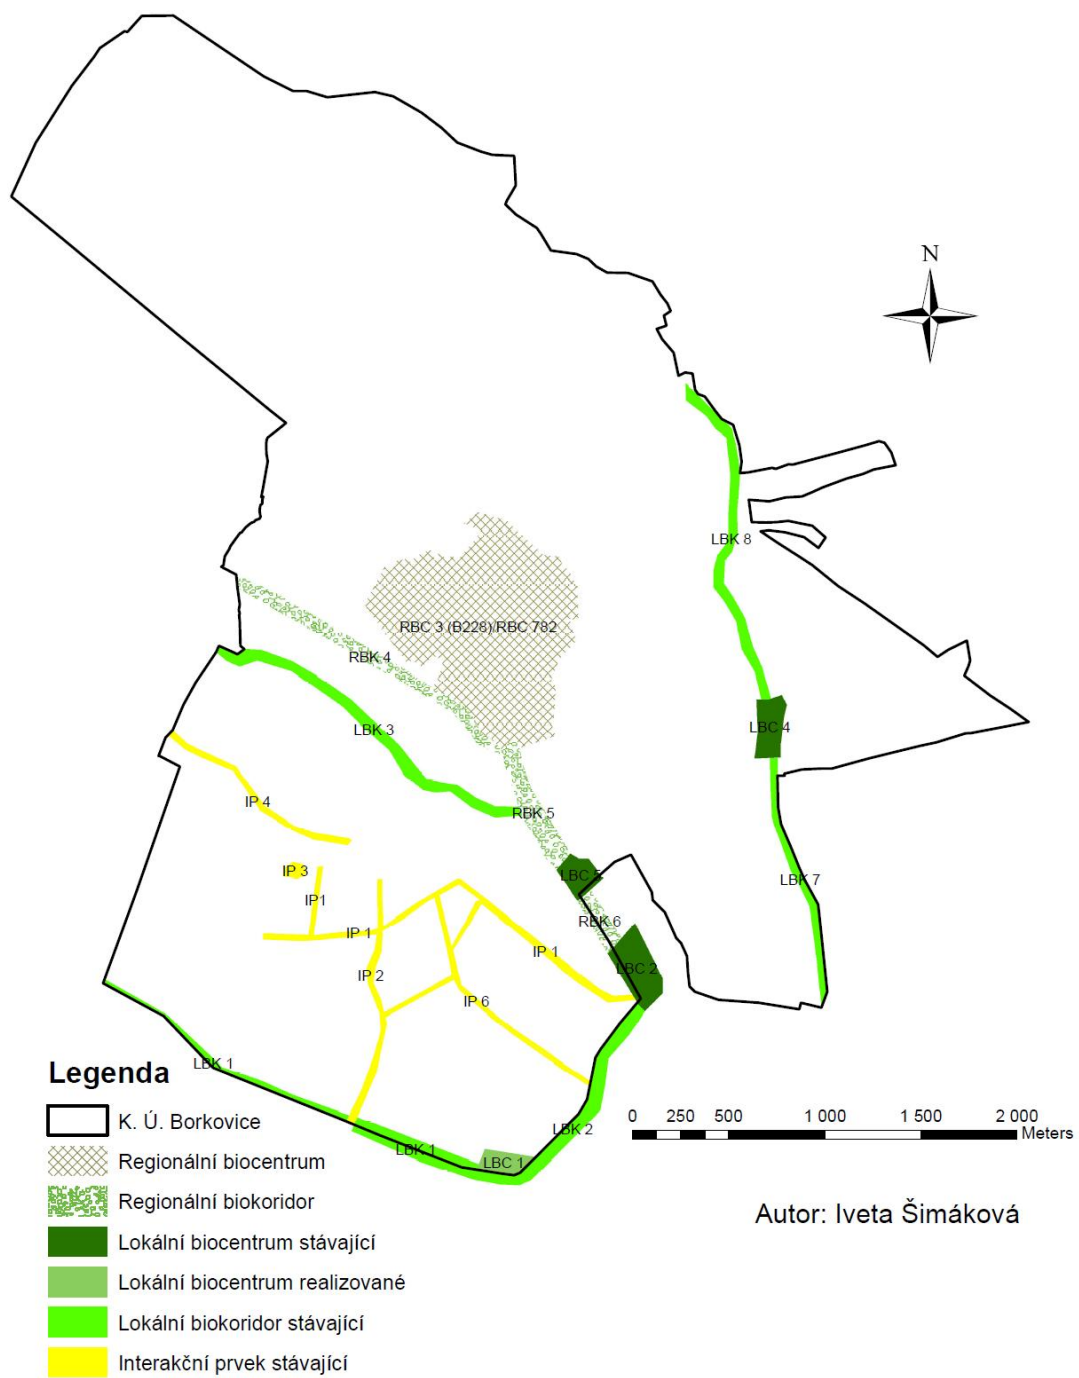 N
LBK 8
RBC 3 (B228)/RBC 782
RBK 4
LBK 3
LBC 4
IP 4
RBK 5
IP 3
LBC 5
LBK 7
IP1
RBK 6
IP 1
IP 1
IP 2
LBC 2
IP 6
LBK 1
LBK 2
LBK 1
LBC 1
Legenda
K. Ú. Borkovice
Regionální biocentrum
Regionální biokoridor
Lokální biocentrum stávající
Lokální biocentrum realizované
Lokální biokoridor stávající
Interakční prvek stávající
0 250 500 1 000 1 500 2 000
Meters
Autor: Iveta Šimáková